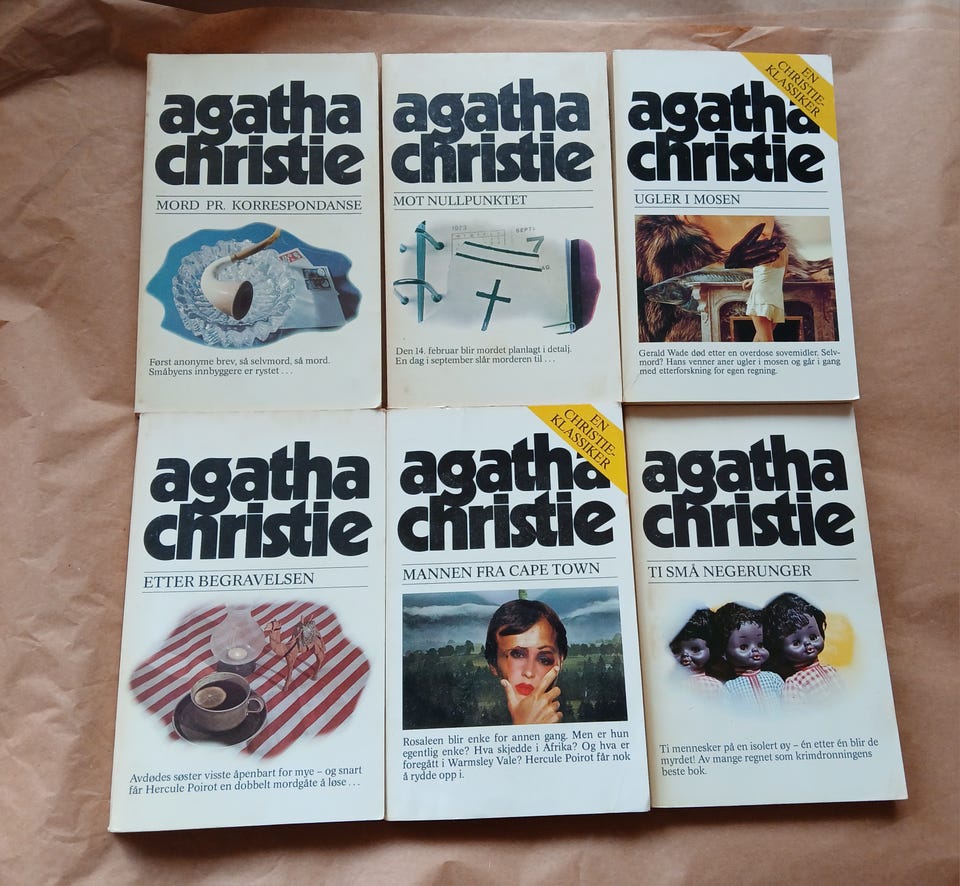 agatha
christie
MORD PR. KORRESPONDANSE
Først anonyme brev, så selvmord, så mord.
Småbyens innbyggere er rystet . . .
agatha
christie
MOT NULLPUNKTET
1973
SEPT.
7
Den 14. februar blir mordet planlagt i detalj.
En dag i september slår morderen til . . .
EN
CHRISTIE-
KLASSIKER
agatha
christie
UGLER I MOSEN
Gerald Wade død etter en overdose sovemidler. Selv-
mord? Hans venner aner ugler i mosen og går i gang
med etterforskning for egen regning.
agatha
christie
ETTER BEGRAVELSEN
Avdødes søster visste åpenbart for mye – og snart
får Hercule Poirot en dobbelt mordgåte å løse . . .
EN
CHRISTIE-
KLASSIKER
agatha
christie
MANNEN FRA CAPE TOWN
Rosaleen blir enke for annen gang. Men er hun
egentlig enke? Hva skjedde i Afrika? Og hva er
foregått i Warmsley Vale? Hercule Poirot får nok
å rydde opp i.
agatha
christie
TI SMÅ NEGERUNGER
Ti mennesker på en isolert øy – én etter én blir de
myrdet! Av mange regnet som krimdronningens
beste bok.